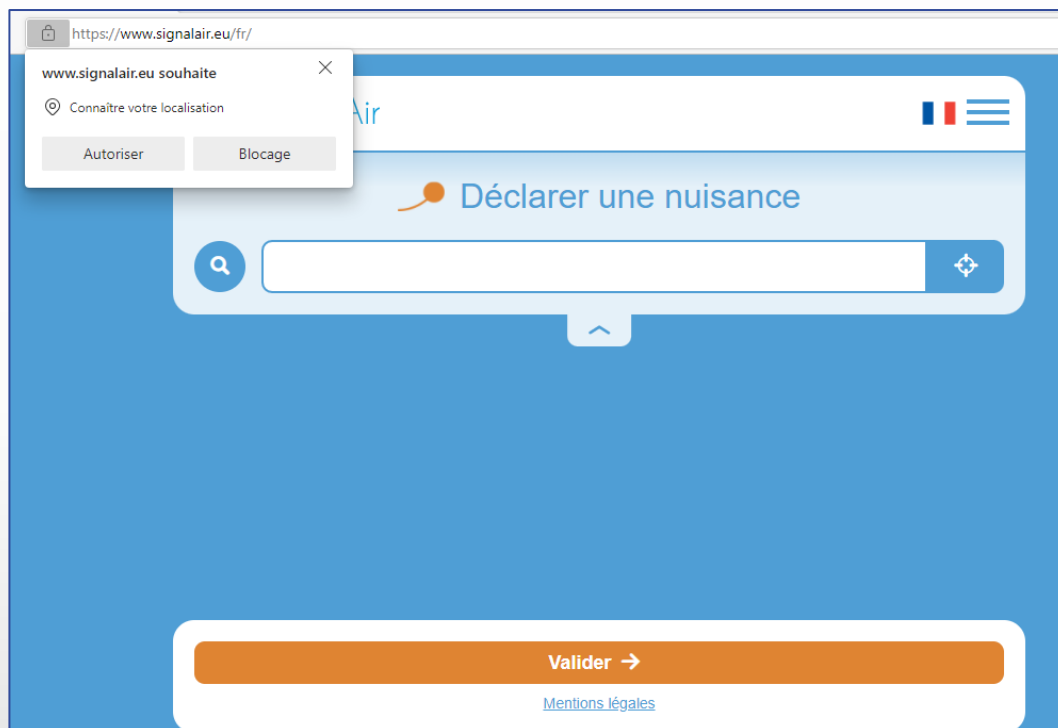 https://www.signalair.eu/fr/
www.signalair.eu souhaite
Connaître votre localisation
Autoriser
Blocage
Air
Déclarer une nuisance
Valider
Mentions légales